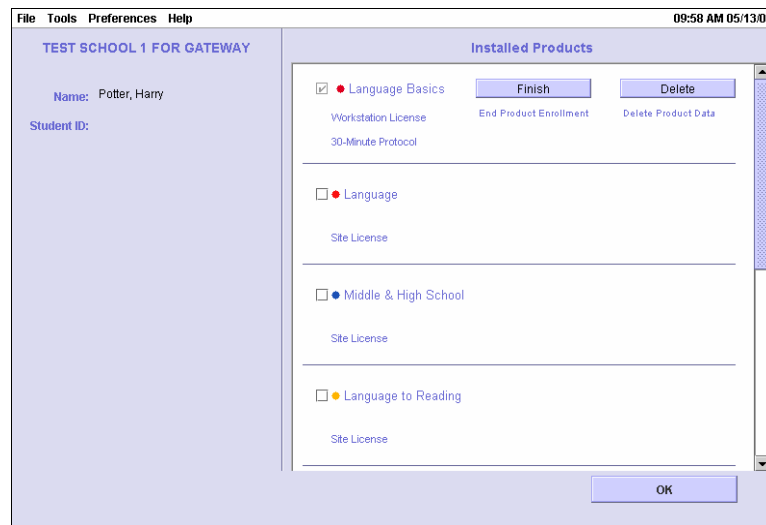 File Tools Preferences Help 09:58 AM 05/13/0
TEST SCHOOL 1 FOR GATEWAY
Name: Potter, Harry
Student ID:
Installed Products
Language Basics Finish Delete
Workstation License End Product Enrollment Delete Product Data
30-Minute Protocol
Language
Site License
Middle & High School
Site License
Language to Reading
Site License
OK